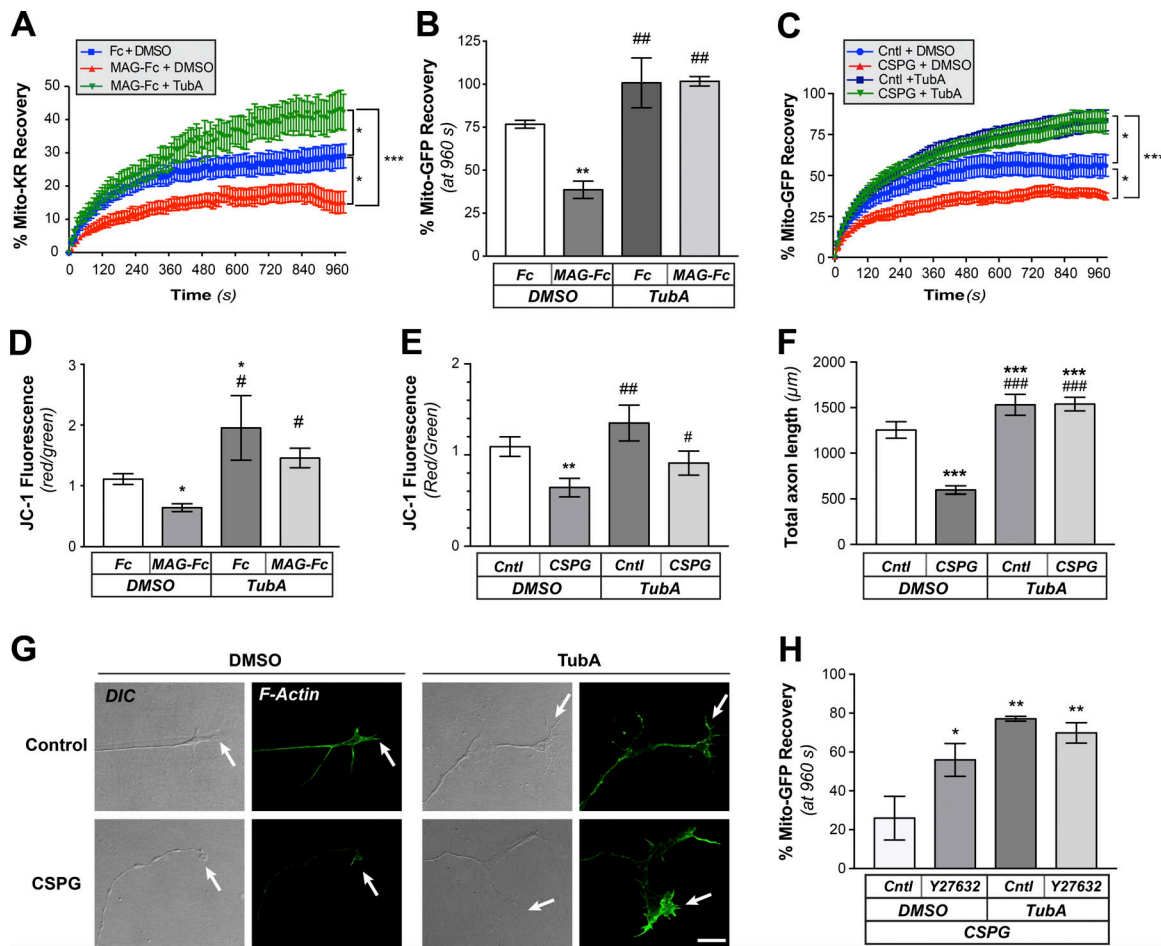 A
Fc + DMSO
MAG-Fc + DMSO
MAG-Fc + TubA
% Mito-KR Recovery
50
40
30
20
10
0
*
*
***
0 120 240 360 480 600 720 840 960
Time (s)
B
% Mito-GFP Recovery
(at 960 s)
125
100
75
50
25
0
**
##
##
Fc MAG-Fc Fc MAG-Fc
DMSO TubA
C
Cntl + DMSO
CSPG + DMSO
Cntl +TubA
CSPG + TubA
% Mito-GFP Recovery
100
75
50
25
0
*
*
0 120 240 360 480 600 720 840 960
Time(s)
D
JC-1 Fluorescence
(red/green)
3
2
1
0
*
*
#
#
Fc MAG-Fc Fc MAG-Fc
DMSO TubA
E
JC-1 Fluorescence
(Red/Green)
2
1
0
**
##
#
Cntl CSPG Cntl CSPG
DMSO TubA
F
Total axon length (µm)
2000
1500
1000
500
0
***
***
###
***
###
Cntl CSPG Cntl CSPG
DMSO TubA
G
DMSO TubA
DIC F-Actin
Control
CSPG
H
% Mito-GFP Recovery
(at 960 s)
100
80
60
40
20
0
*
**
**
Cntl Y27632 Cntl Y27632
DMSO TubA
CSPG